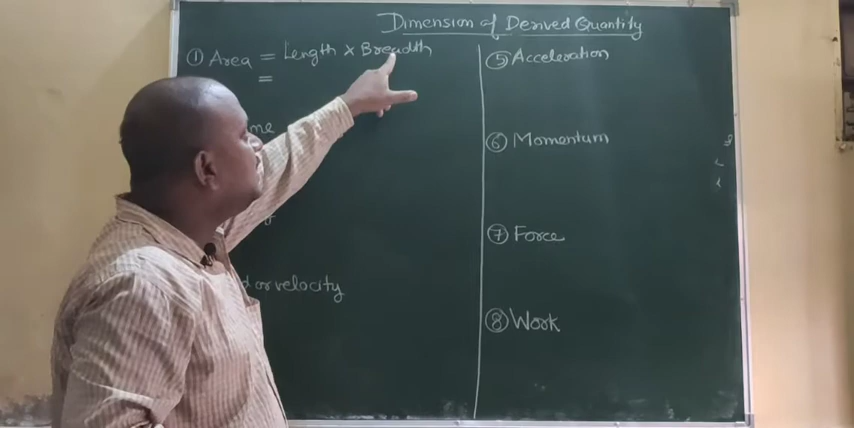 Dimension of Derived Quantity
① Area = Length × Breadth
=
or velocity
⑤ Acceleration
⑥ Momentum
⑦ Force
⑧ Work